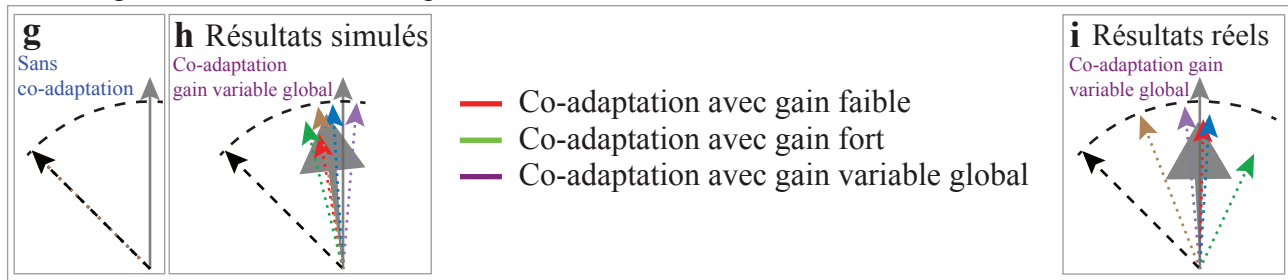 g
Sans
co-adaptation
h Résultats simulés
Co-adaptation
gain variable global
Co-adaptation avec gain faible
Co-adaptation avec gain fort
Co-adaptation avec gain variable global
i Résultats réels
Co-adaptation gain
variable global